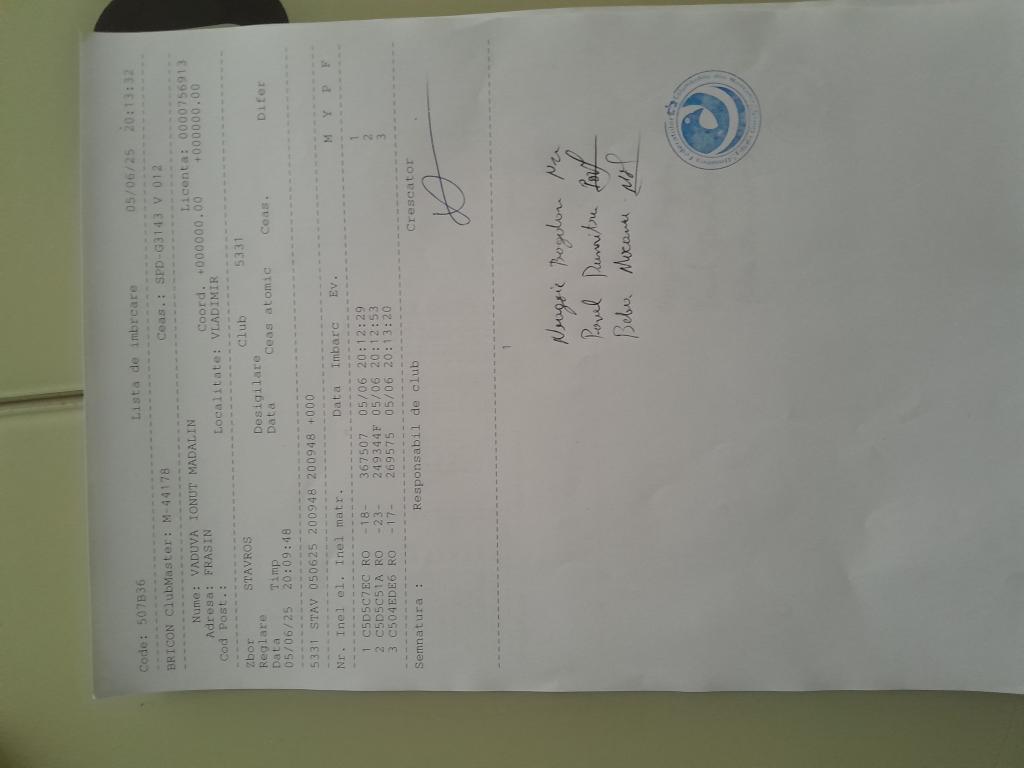 Code: 507B36 Lista de imbrcare 05/06/25 20:13:32
BRICON ClubMaster: M-44178 Ceas.: SPD-G3143 V 012
Nume: VADUVA IONUT MADALIN Licenta: 0000756913
Adresa: FRASIN Coord. +000000.00 +000000.00
Cod Post.: Localitate: VLADIMIR
Zbor STAVROS Club 5331
Reglare Desigilare
Data Timp Data Ceas atomic Ceas. Difer
05/06/25 20:09:48
5331 STAV 050625 200948 200948 +000
Nr. Inel el. Inel matr. Data Imbarc Ev. M Y P F
1 C5D5C7EC RO -18- 367507 05/06 20:12:29 1
2 C5D5C51A RO -23- 249344F 05/06 20:12:53 2
3 C504EDE6 RO -17- 269575 05/06 20:13:20 3
Semnatura : Responsabil de club Crescator
1
Pavel Dumitru